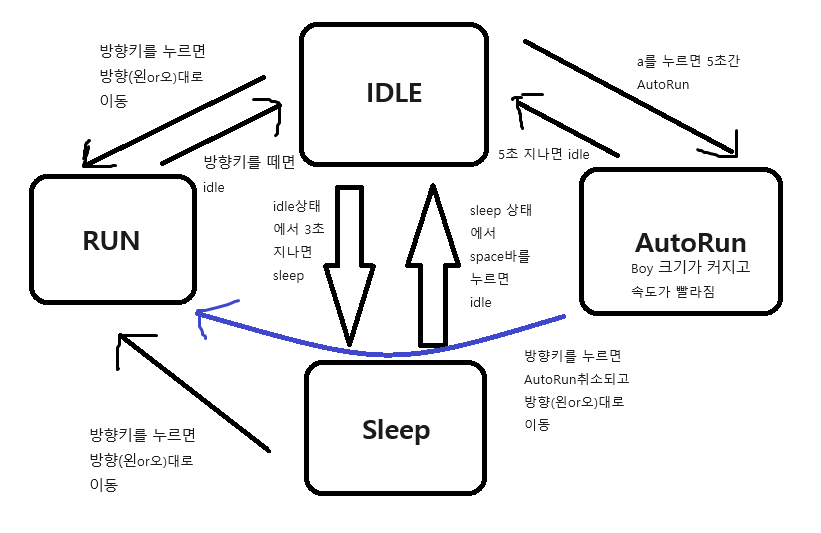 방향키를 누르면
방향(왼or오)대로
이동
IDLE
a를 누르면 5초간
AutoRun
방향키를 떼면
idle
5초 지나면 idle
RUN
idle상태
에서 3초
지나면
sleep
sleep 상태
에서
space바를
누르면
idle
AutoRun
Boy 크기가 커지고
속도가 빨라짐
방향키를 누르면
AutoRun취소되고
방향(왼or오)대로
이동
Sleep
방향키를 누르면
방향(왼or오)대로
이동